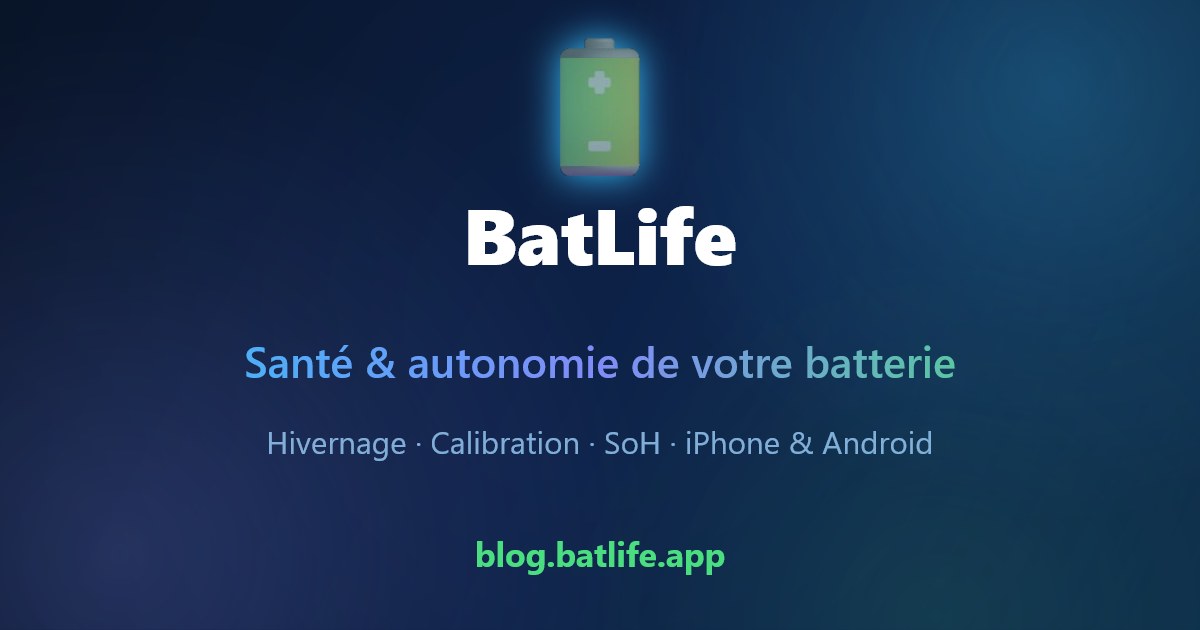 BatLife
Santé & autonomie de votre batterie
Hivernage · Calibration · SoH · iPhone & Android
blog.batlife.app